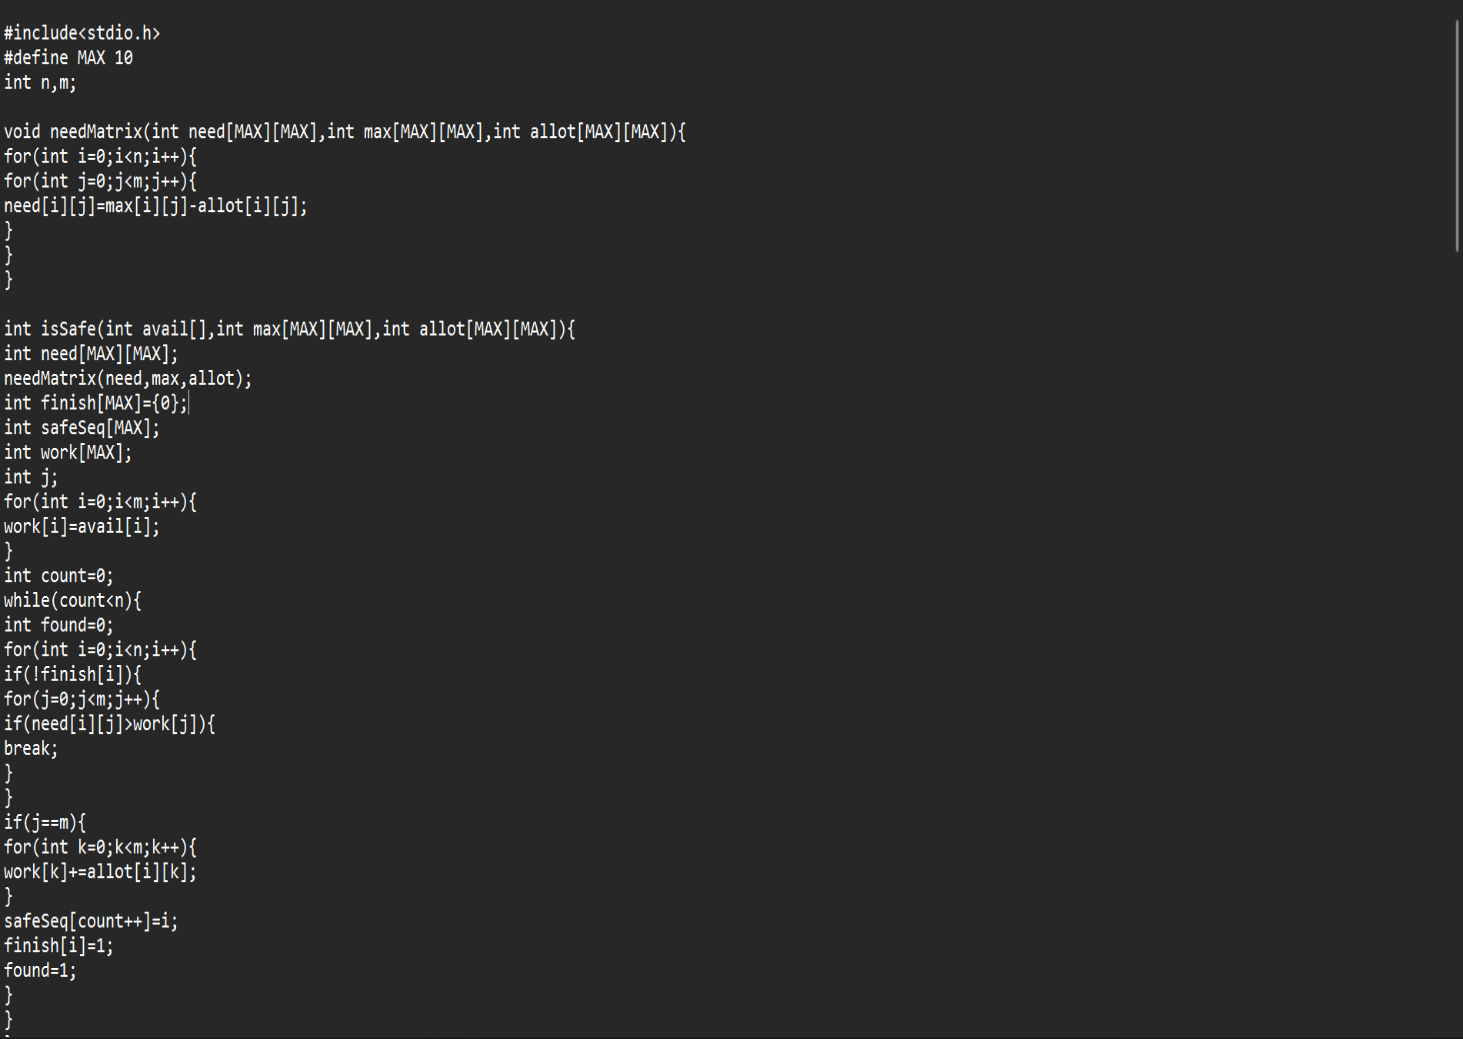 #include<stdio.h>
#define MAX 10
int n,m;

void needMatrix(int need[MAX][MAX],int max[MAX][MAX],int allot[MAX][MAX]){
for(int i=0;i<n;i++){
for(int j=0;j<m;j++){
need[i][j]=max[i][j]-allot[i][j];
}
}
}

int isSafe(int avail[],int max[MAX][MAX],int allot[MAX][MAX]){
int need[MAX][MAX];
needMatrix(need,max,allot);
int finish[MAX]={0};
int safeSeq[MAX];
int work[MAX];
int j;
for(int i=0;i<m;i++){
work[i]=avail[i];
}
int count=0;
while(count<n){
int found=0;
for(int i=0;i<n;i++){
if(!finish[i]){
for(j=0;j<m;j++){
if(need[i][j]>work[j]){
break;
}
}
if(j==m){
for(int k=0;k<m;k++){
work[k]+=allot[i][k];
}
safeSeq[count++]=i;
finish[i]=1;
found=1;
}
}